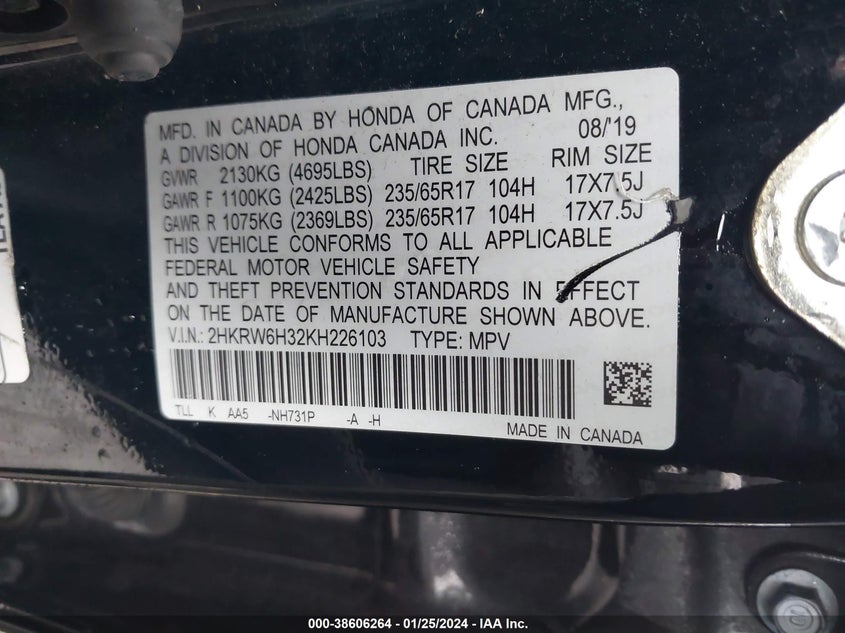 MFD. IN CANADA BY HONDA OF CANADA MFG.,
A DIVISION OF HONDA CANADA INC. 08/'19
GVWR 2130KG (4695LBS) TIRE SIZE RIM SIZE
GAWR F 1100KG (2425LBS) 235/65R17 104H 17X7.5J
GAWR R 1075KG (2369LBS) 235/65R17 104H 17X7.5J
THIS VEHICLE CONFORMS TO ALL APPLICABLE
FEDERAL MOTOR VEHICLE SAFETY
AND THEFT PREVENTION STANDARDS IN EFFECT
ON THE DATE OF MANUFACTURE SHOWN ABOVE.
V.I.N.: 2HKRW6H32KH226103 TYPE: MPV
TLL K AA5 -NH731P -A -H
MADE IN CANADA
000-38606264 - 01/25/2024 - IAA Inc.